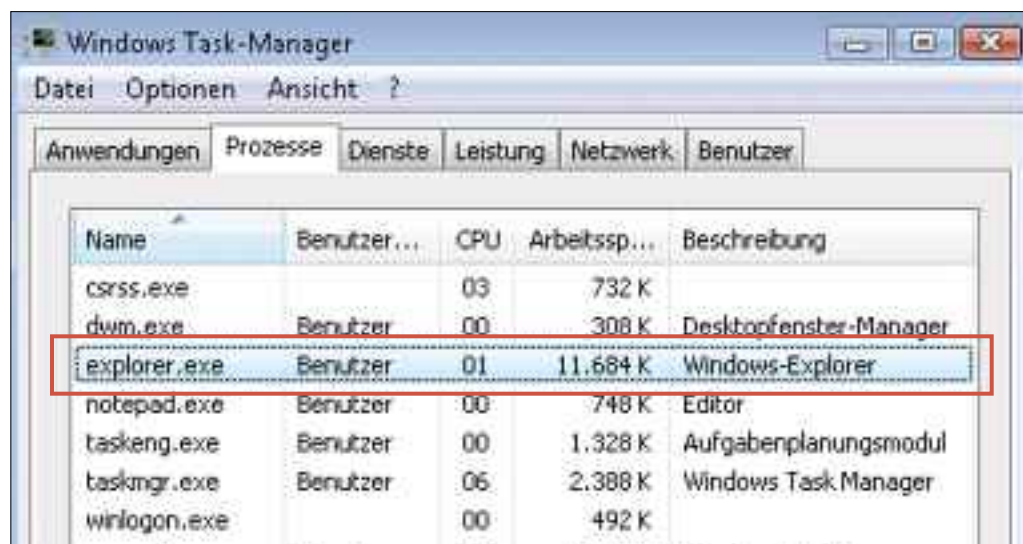 Windows Task-Manager
Datei Optionen Ansicht ?
Anwendungen Prozesse Dienste Leistung Netzwerk Benutzer
Name Benutzer... CPU Arbeitssp... Beschreibung
csrss.exe 03 732 K
dwm.exe Benutzer 00 308 K Desktopfenster-Manager
explorer.exe Benutzer 01 11.684 K Windows-Explorer
notepad.exe Benutzer 00 748 K Editor
taskeng.exe Benutzer 00 1.328 K Aufgabenplanungsmodul
taskmgr.exe Benutzer 06 2.388 K Windows Task Manager
winlogon.exe 00 492 K